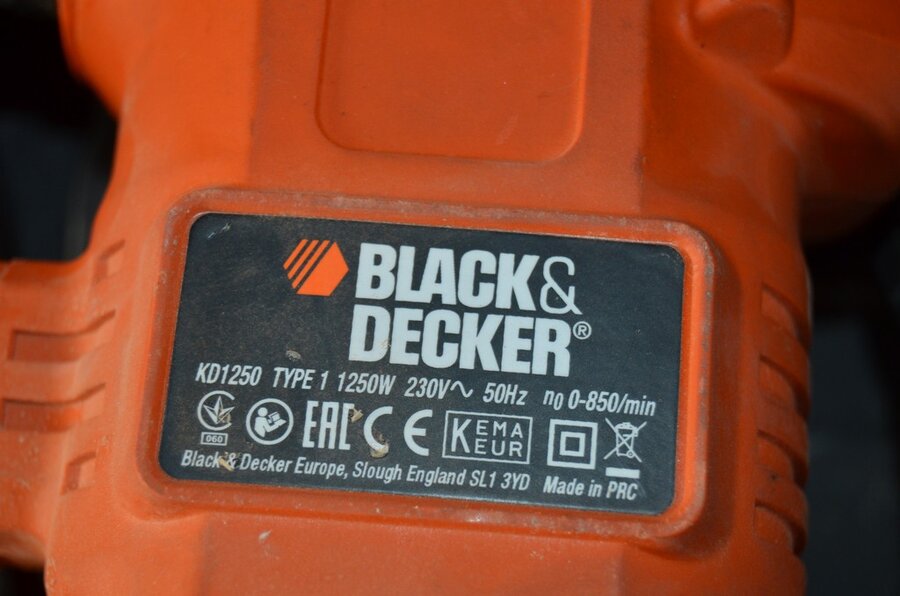 BLACK&
DECKER®
KD1250 TYPE 1 1250W 230V~ 50Hz n₀ 0-850/min
060 EAC CE KEMA EUR
Black & Decker Europe, Slough England SL1 3YD Made in PRC